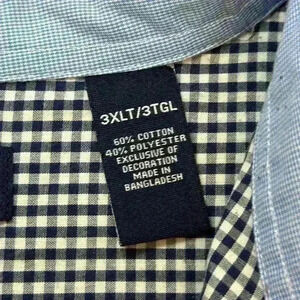 3XLT/3TGL
60% COTTON
40% POLYESTER
EXCLUSIVE OF
DECORATION
MADE IN
BANGLADESH